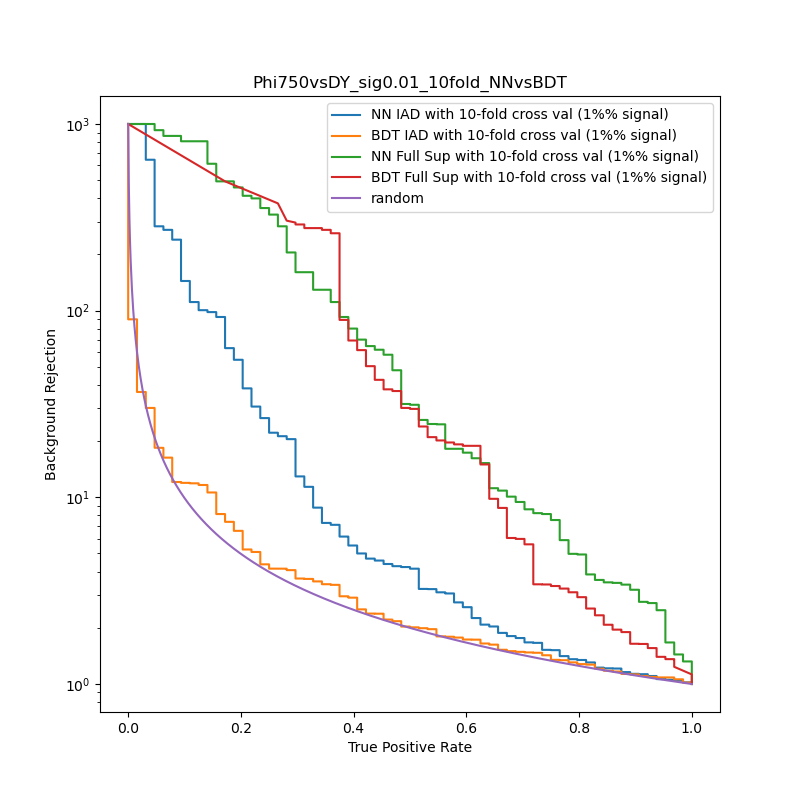 Phi750vsDY_sig0.01_10fold_NNvsBDT
NN IAD with 10-fold cross val (1%% signal)
BDT IAD with 10-fold cross val (1%% signal)
NN Full Sup with 10-fold cross val (1%% signal)
BDT Full Sup with 10-fold cross val (1%% signal)
random
Background Rejection
10³
10²
10¹
10⁰
0.0 0.2 0.4 0.6 0.8 1.0
True Positive Rate